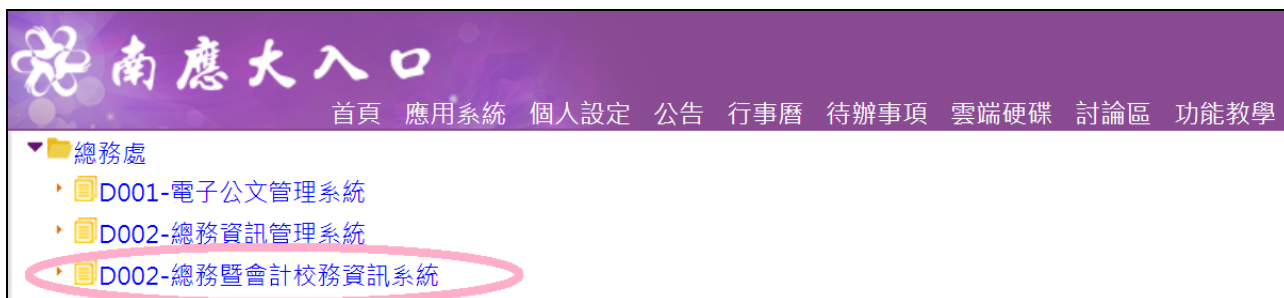 南應大入口
首頁 應用系統 個人設定 公告 行事曆 待辦事項 雲端硬碟 討論區 功能教學
總務處
D001-電子公文管理系統
D002-總務資訊管理系統
D002-總務暨會計校務資訊系統